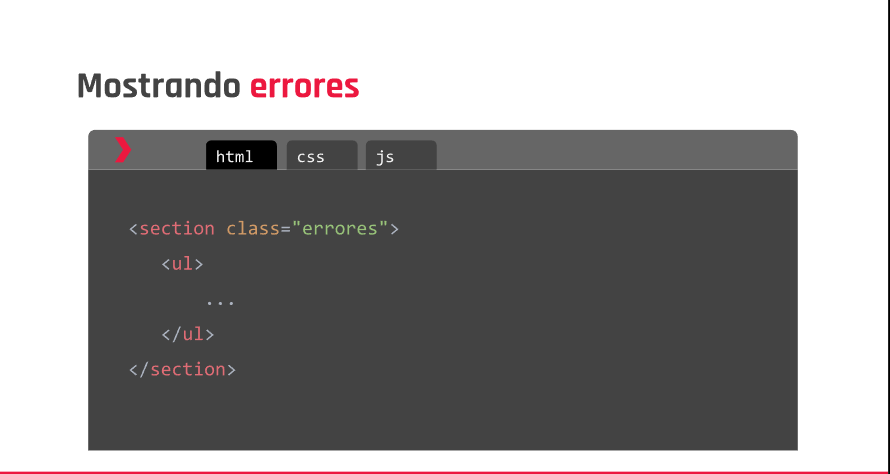 Mostrando errores
html css js
<section class="errores">
<ul>
...
</ul>
</section>